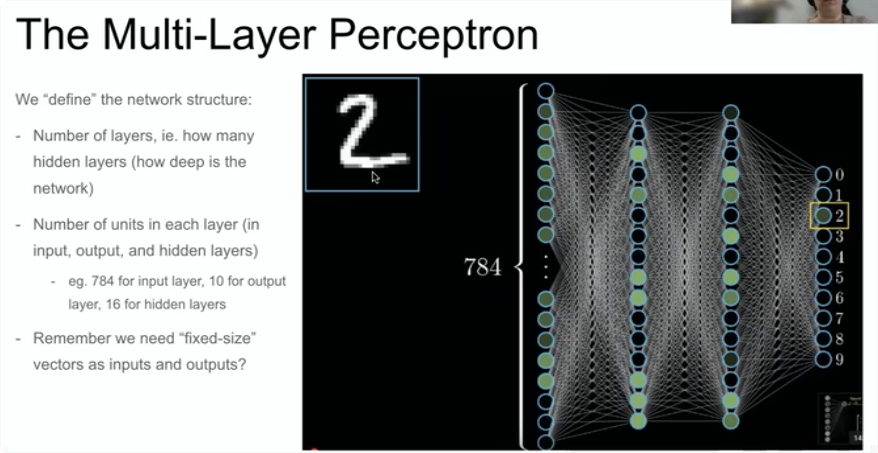 The Multi-Layer Perceptron
We “define” the network structure:
- Number of layers, ie. how many
hidden layers (how deep is the
network)
- Number of units in each layer (in
input, output, and hidden layers)
- eg. 784 for input layer, 10 for output
layer, 16 for hidden layers
- Remember we need “fixed-size”
vectors as inputs and outputs?
2
784
0
1
2
3
4
5
6
7
8
9